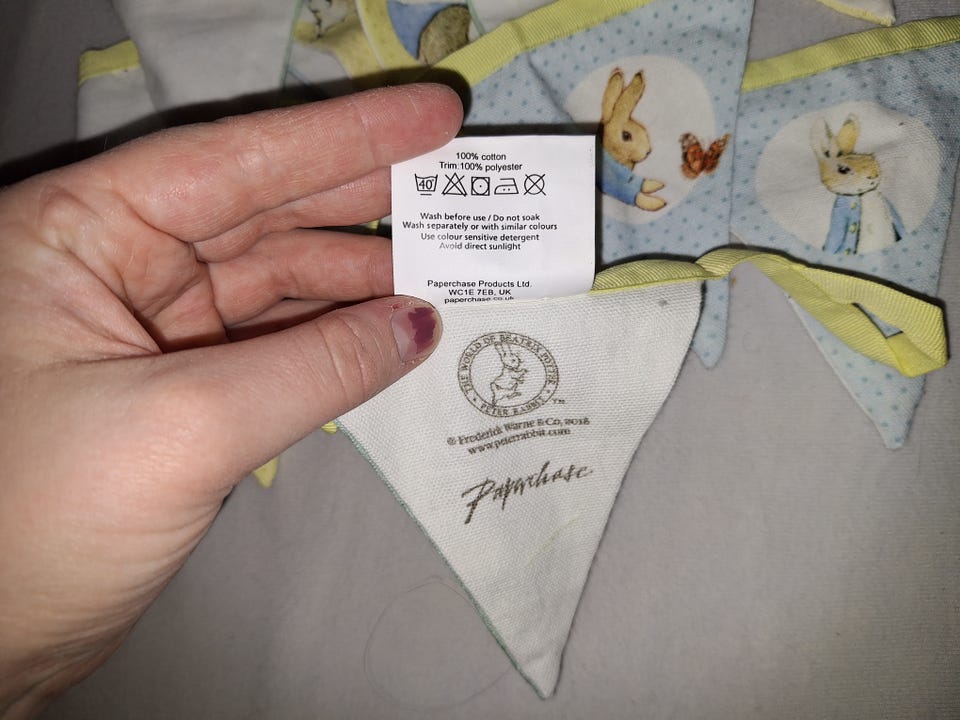 100% cotton
Trim:100% polyester
40
Wash before use / Do not soak
Wash separately or with similar colours
Use colour sensitive detergent
Avoid direct sunlight
Paperchase Products Ltd.
WC1E 7EB, UK
paperchase.co.uk
THE WORLD OF BEATRIX POTTER
• PETER RABBIT •
TM
© Frederick Warne & Co, 2018
www.peterrabbit.com
Paperchase